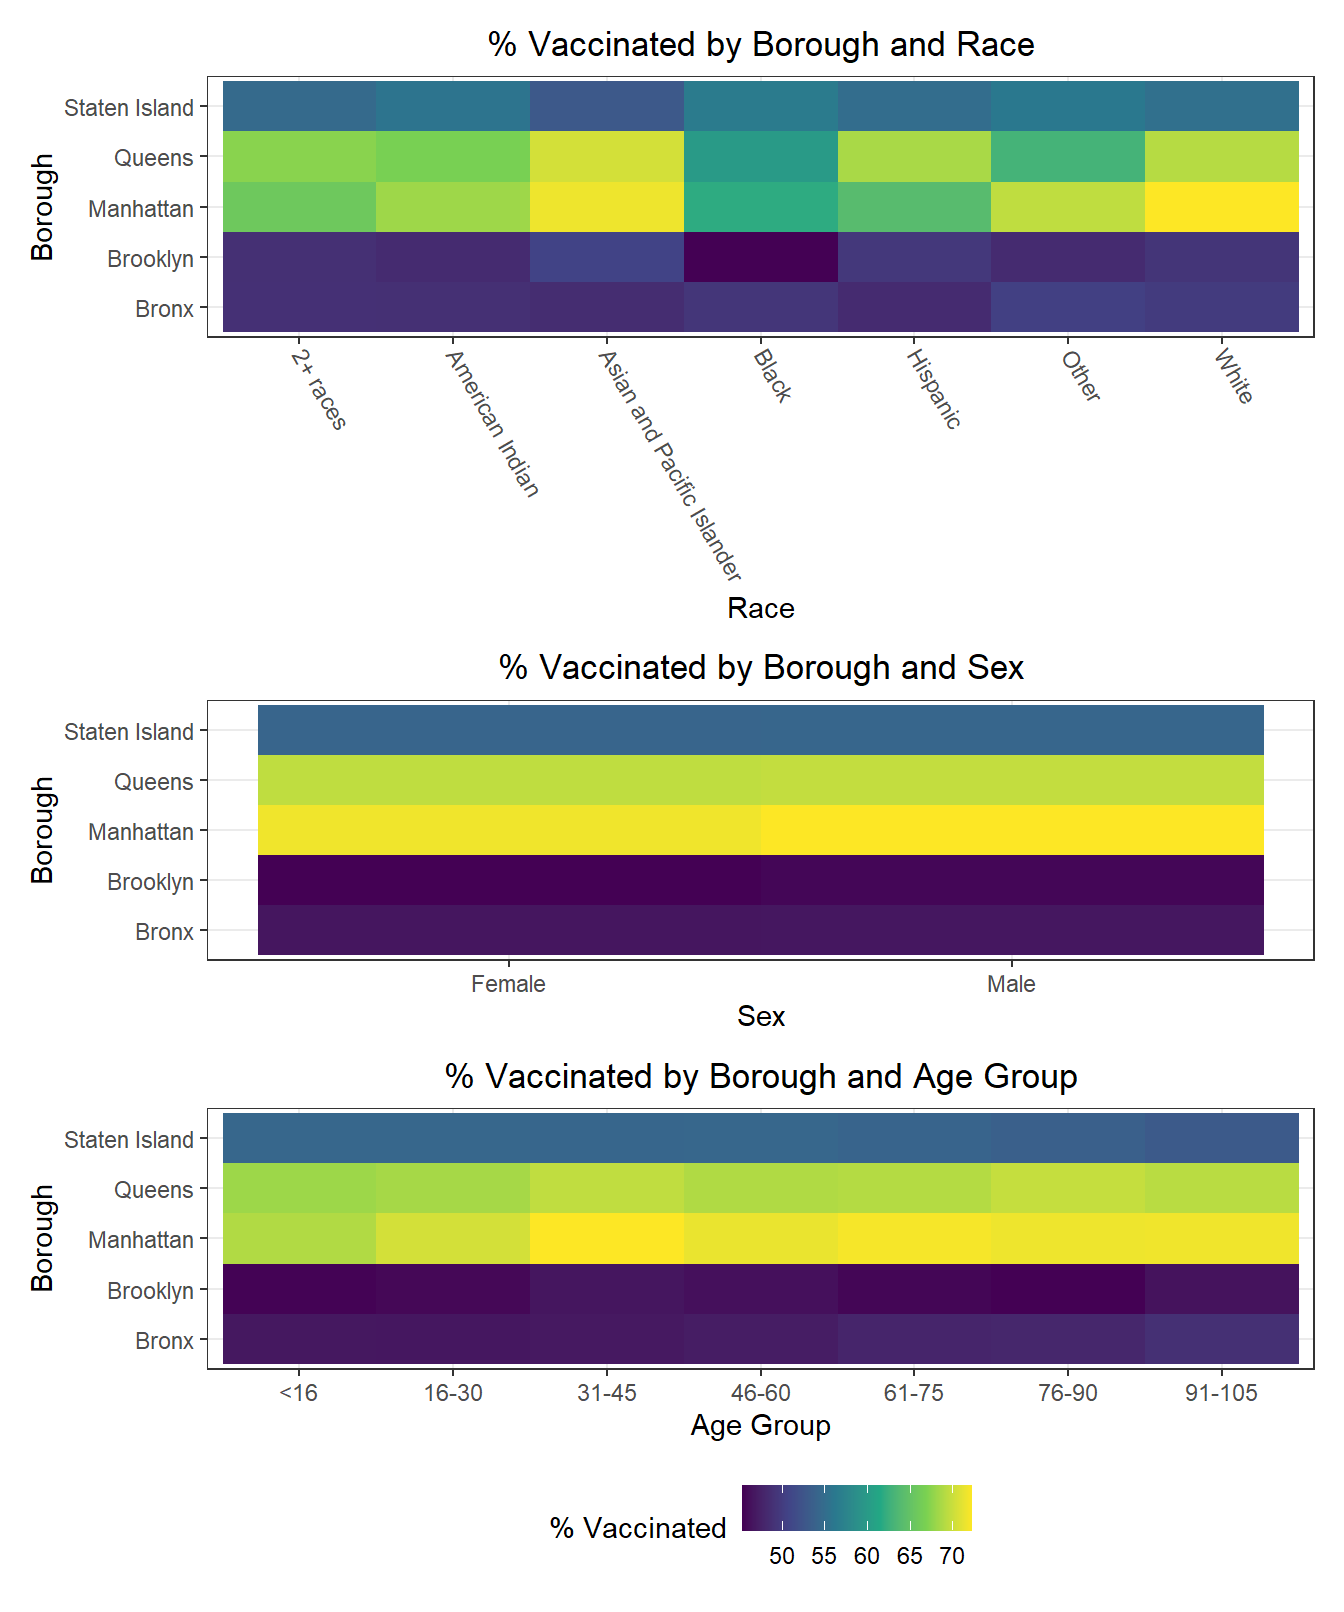 % Vaccinated by Borough and Race
Borough
Staten Island
Queens
Manhattan
Brooklyn
Bronx
2+ races
American Indian
Asian and Pacific Islander
Black
Hispanic
Other
White
Race
% Vaccinated by Borough and Sex
Borough
Staten Island
Queens
Manhattan
Brooklyn
Bronx
Female
Male
Sex
% Vaccinated by Borough and Age Group
Borough
Staten Island
Queens
Manhattan
Brooklyn
Bronx
<16
16-30
31-45
46-60
61-75
76-90
91-105
Age Group
% Vaccinated
50 55 60 65 70